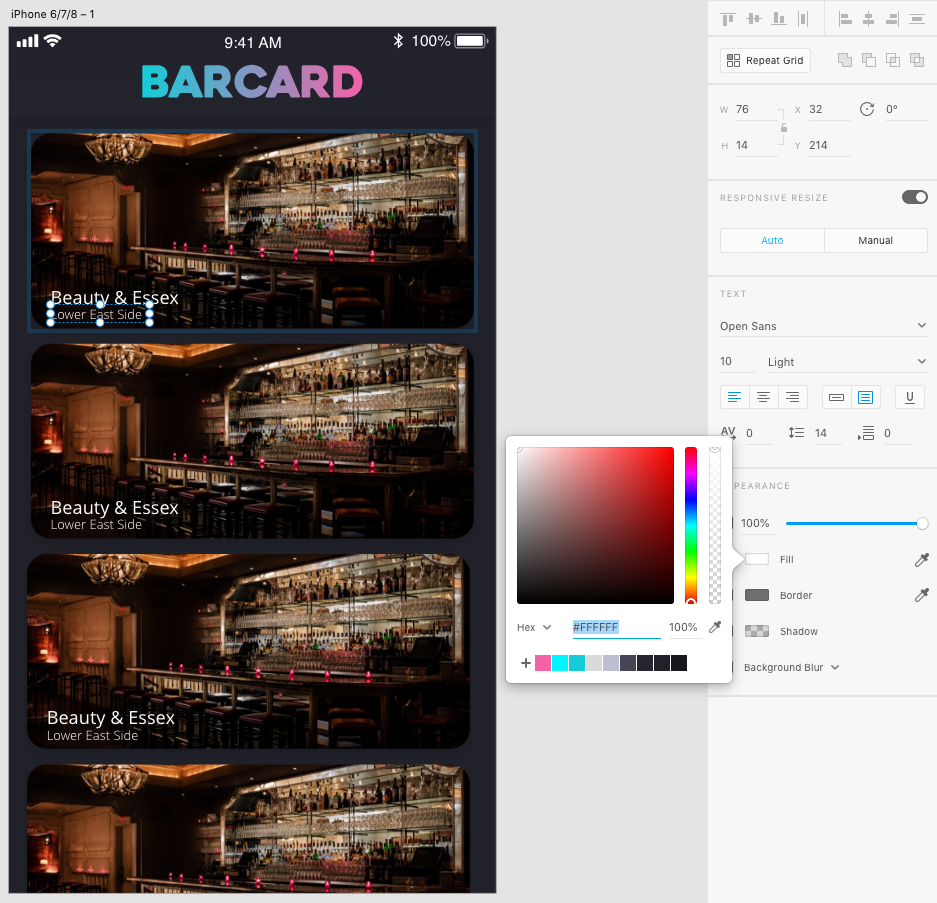 iPhone 6/7/8 – 1
9:41 AM
100%
BARCARD
Beauty & Essex
Lower East Side
Beauty & Essex
Lower East Side
Beauty & Essex
Lower East Side
Repeat Grid
W 76 X 32 0°
H 14 Y 214
RESPONSIVE RESIZE
Auto Manual
TEXT
Open Sans
10 Light
U
AV 0 14 0
PEARANCE
100%
Fill
Border
Shadow
Background Blur
Hex #FFFFFF 100%
+